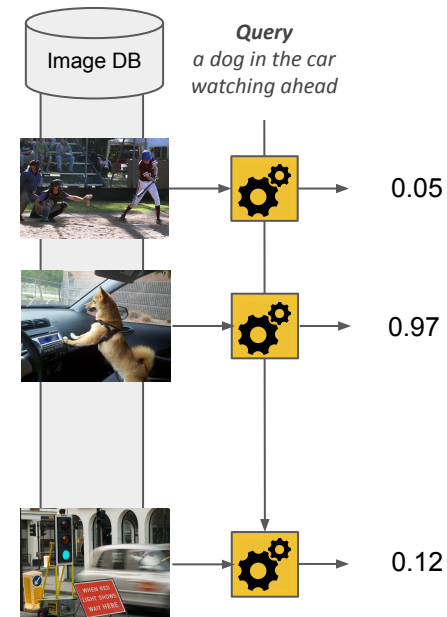 Image DB
Query
a dog in the car
watching ahead
0.05
0.97
0.12
WHEN RED
LIGHT SHOWS
WAIT HERE